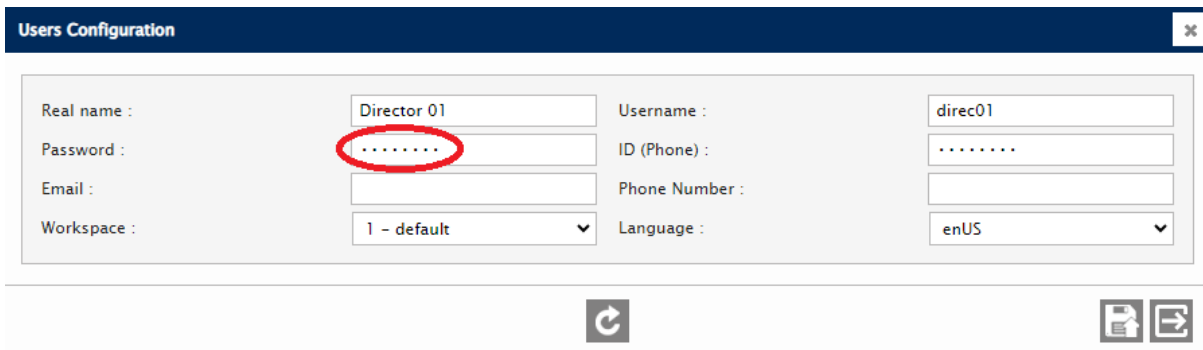 Users Configuration
Real name : Director 01 Username : direc01
Password : ········ ID (Phone) : ········
Email : Phone Number :
Workspace : 1 – default Language : enUS